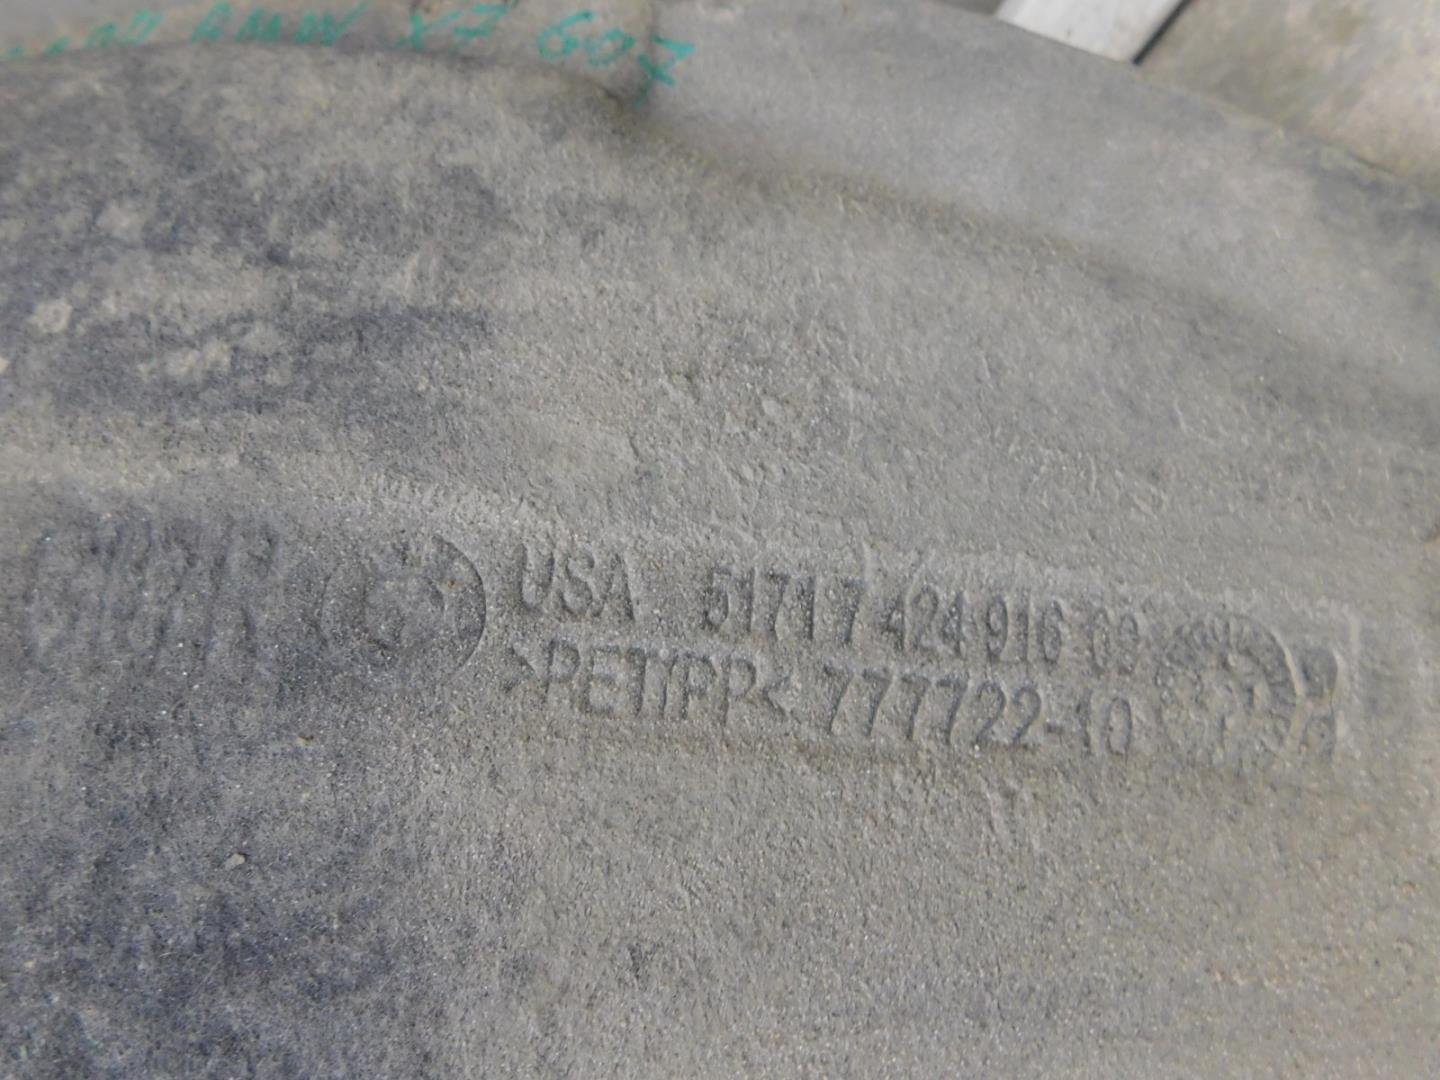 BMW X7 G07
USA 51717 424 916 09
>PET/PP< 777722-10